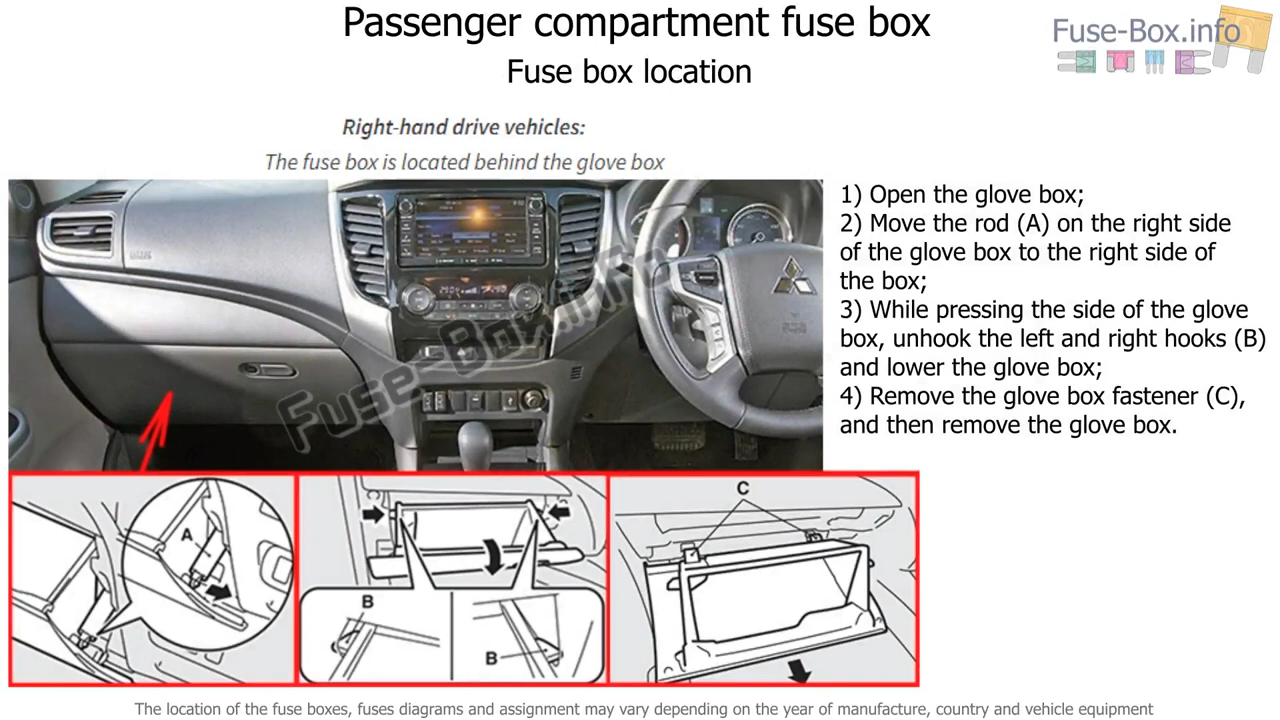 Passenger compartment fuse box
Fuse box location
Fuse-Box.info
Right-hand drive vehicles:
The fuse box is located behind the glove box
1) Open the glove box;
2) Move the rod (A) on the right side
of the glove box to the right side of
the box;
3) While pressing the side of the glove
box, unhook the left and right hooks (B)
and lower the glove box;
4) Remove the glove box fastener (C),
and then remove the glove box.
Fuse-Box.info
A
B
B
C
The location of the fuse boxes, fuses diagrams and assignment may vary depending on the year of manufacture, country and vehicle equipment